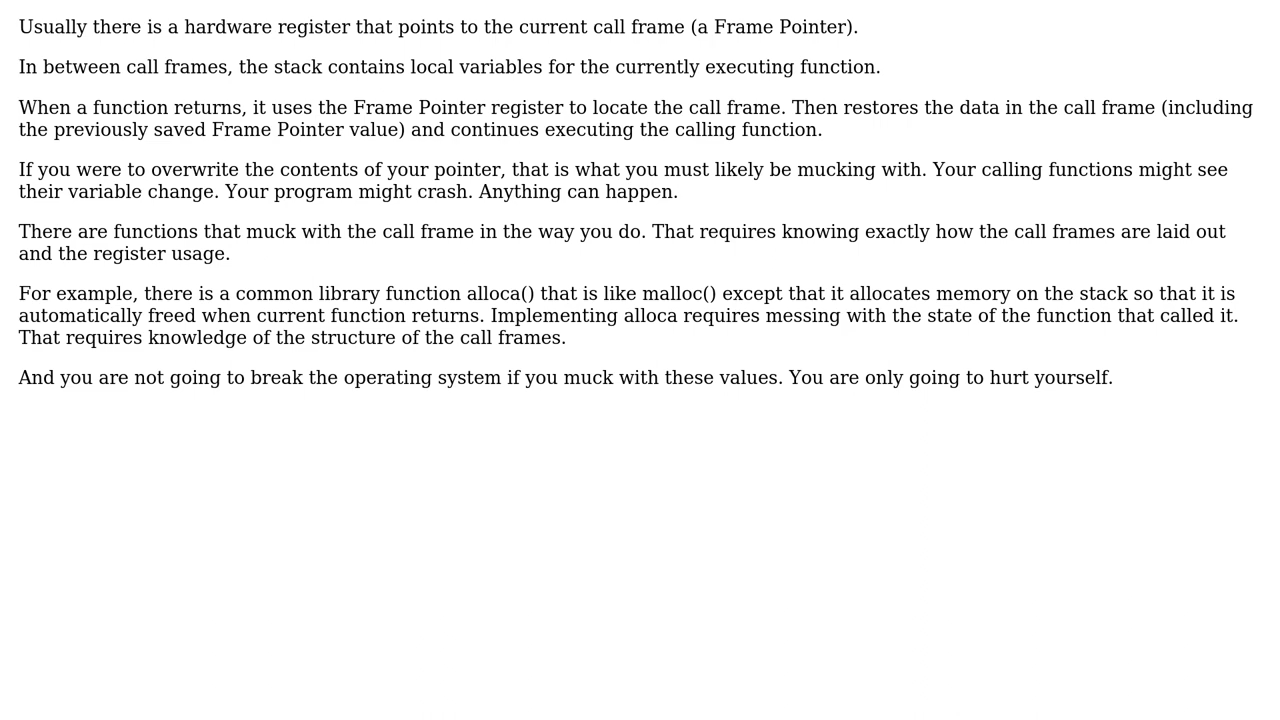 Usually there is a hardware register that points to the current call frame (a Frame Pointer).
In between call frames, the stack contains local variables for the currently executing function.
When a function returns, it uses the Frame Pointer register to locate the call frame. Then restores the data in the call frame (including
the previously saved Frame Pointer value) and continues executing the calling function.
If you were to overwrite the contents of your pointer, that is what you must likely be mucking with. Your calling functions might see
their variable change. Your program might crash. Anything can happen.
There are functions that muck with the call frame in the way you do. That requires knowing exactly how the call frames are laid out
and the register usage.
For example, there is a common library function alloca() that is like malloc() except that it allocates memory on the stack so that it is
automatically freed when current function returns. Implementing alloca requires messing with the state of the function that called it.
That requires knowledge of the structure of the call frames.
And you are not going to break the operating system if you muck with these values. You are only going to hurt yourself.